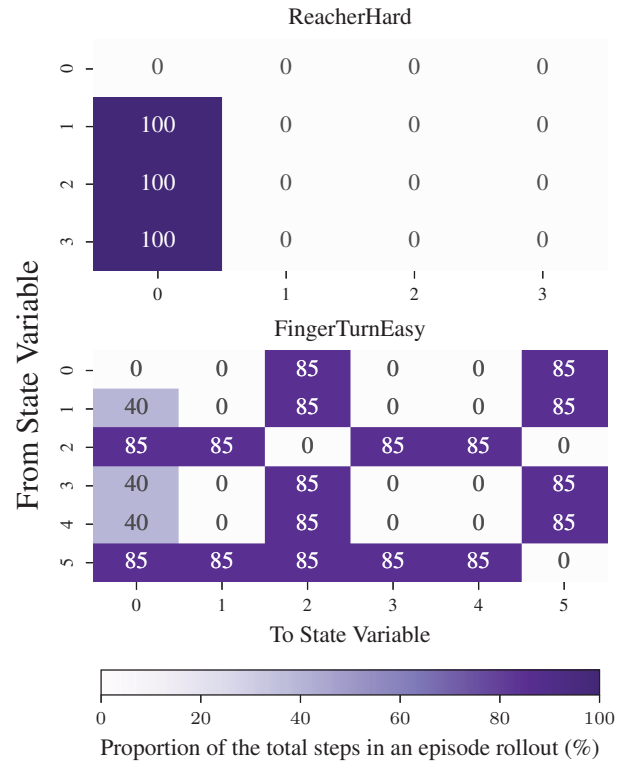 ReacherHard
0 0 0 0 0
1 100 0 0 0
2 100 0 0 0
3 100 0 0 0
0 1 2 3
From State Variable
FingerTurnEasy
0 0 0 85 0 0 85
1 40 0 85 0 0 85
2 85 85 0 85 85 0
3 40 0 85 0 0 85
4 40 0 85 0 0 85
5 85 85 85 85 85 0
0 1 2 3 4 5
To State Variable
0 20 40 60 80 100
Proportion of the total steps in an episode rollout (%)